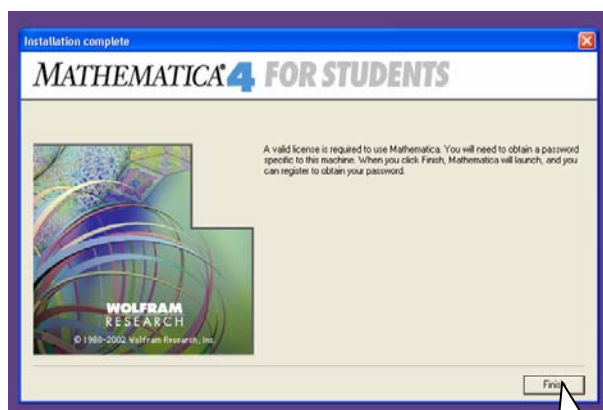 Installation complete
MATHEMATICA® 4 FOR STUDENTS
A valid license is required to use Mathematica. You will need to obtain a password
specific to this machine. When you click Finish, Mathematica will launch, and you
can register to obtain your password.
WOLFRAM
RESEARCH
© 1988-2002 Wolfram Research, Inc.
Finish